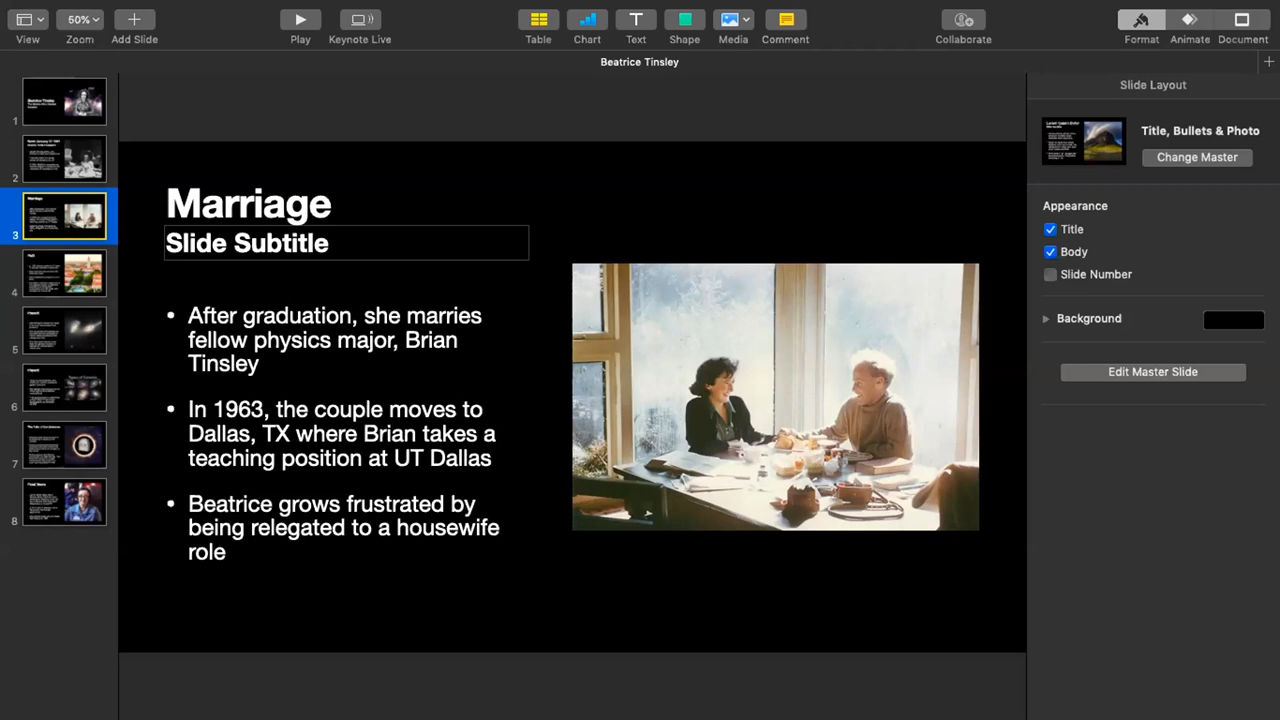 View
50%
Zoom
Add Slide
Play
Keynote Live
Table
Chart
Text
Shape
Media
Comment
Collaborate
Format
Animate
Document
Beatrice Tinsley
1
2
3
4
5
6
7
8
Marriage
Slide Subtitle
• After graduation, she marries
fellow physics major, Brian
Tinsley
• In 1963, the couple moves to
Dallas, TX where Brian takes a
teaching position at UT Dallas
• Beatrice grows frustrated by
being relegated to a housewife
role
Slide Layout
Title, Bullets & Photo
Change Master
Appearance
Title
Body
Slide Number
Background
Edit Master Slide